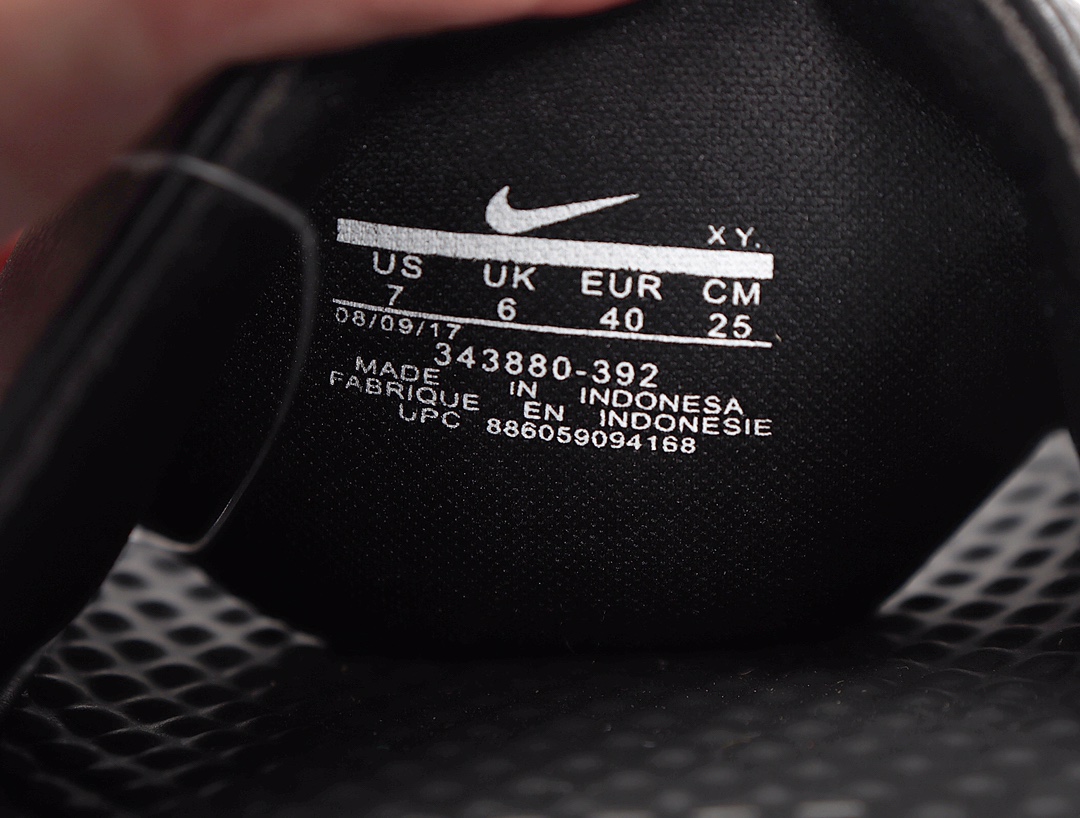 XY.
US UK EUR CM
7 6 40 25
08/09/17
343880-392
MADE IN INDONESA
FABRIQUE EN INDONESIE
UPC 886059094168